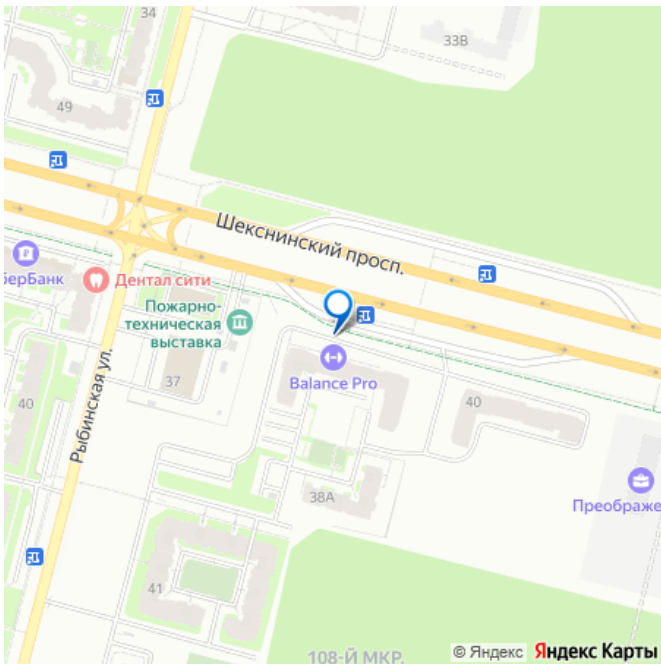 34
33В
49
Шекснинский просп.
берБанк
Дентал сити
Пожарно-
техническая
выставка
Balance Pro
37
40
40
Рыбинская ул.
38А
Преображе
41
108-Й МКР.
© Яндекс Яндекс Карты